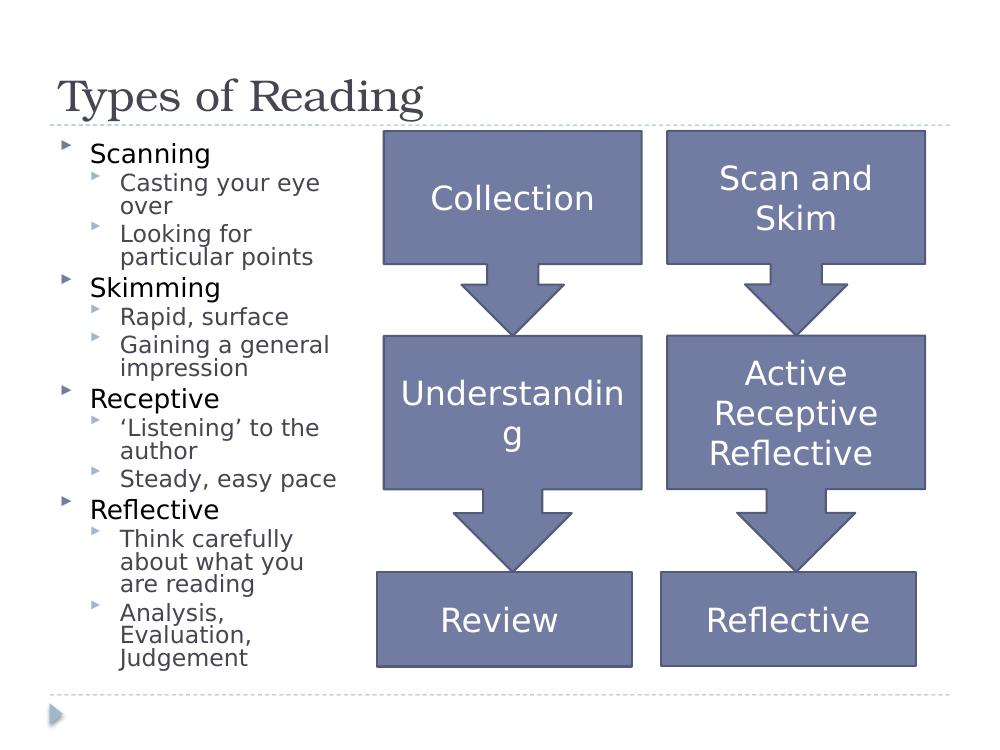 Types of Reading
Scanning
Casting your eye
over
Looking for
particular points
Skimming
Rapid, surface
Gaining a general
impression
Receptive
‘Listening’ to the
author
Steady, easy pace
Reflective
Think carefully
about what you
are reading
Analysis,
Evaluation,
Judgement
Collection
Understandin
g
Review
Scan and
Skim
Active
Receptive
Reflective
Reflective